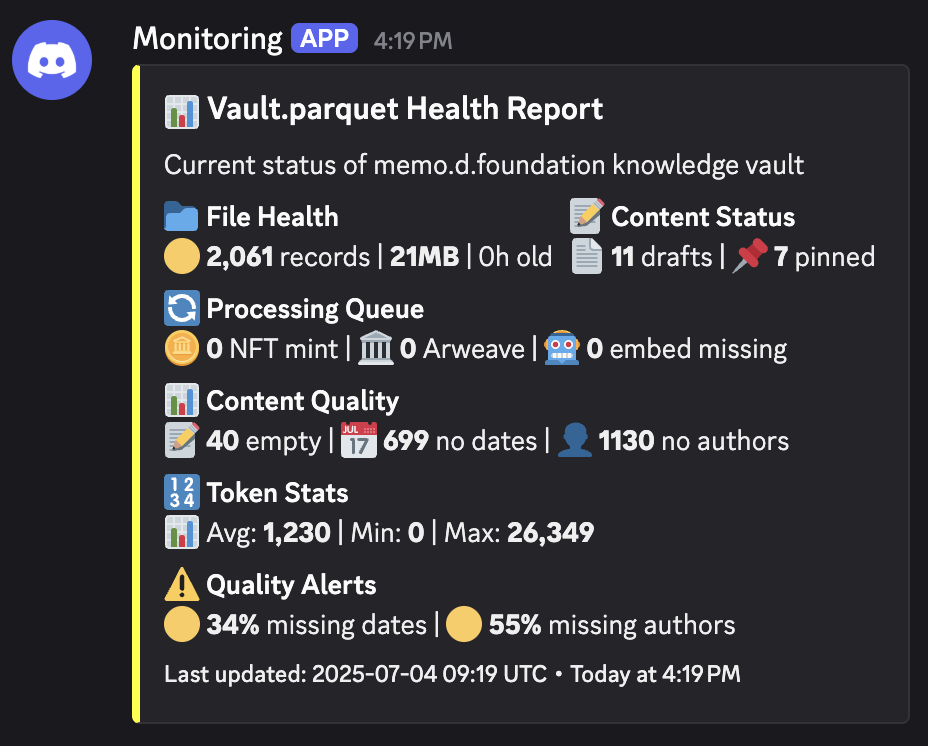 Monitoring APP 4:19 PM
Vault.parquet Health Report
Current status of memo.d.foundation knowledge vault
File Health
2,061 records | 21MB | 0h old
Content Status
11 drafts | 7 pinned
Processing Queue
0 NFT mint | 0 Arweave | 0 embed missing
Content Quality
40 empty | JUL 17 699 no dates | 1130 no authors
1 2 3 4 Token Stats
Avg: 1,230 | Min: 0 | Max: 26,349
Quality Alerts
34% missing dates | 55% missing authors
Last updated: 2025-07-04 09:19 UTC • Today at 4:19 PM